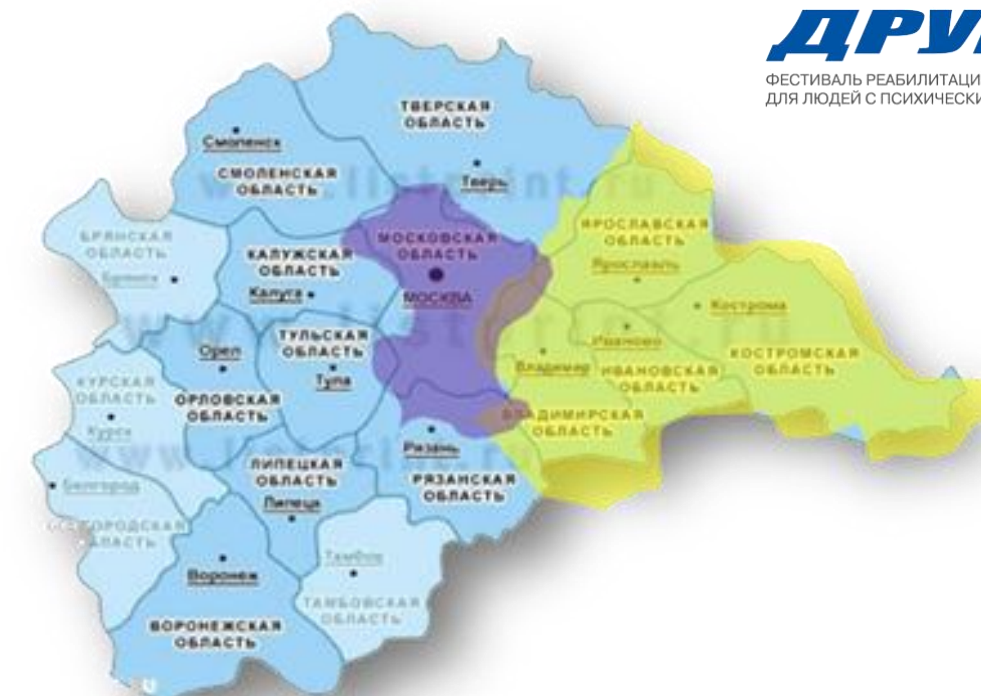 ДРУ
ФЕСТИВАЛЬ РЕАБИЛИТАЦИ
ДЛЯ ЛЮДЕЙ С ПСИХИЧЕСКИ
ТВЕРСКАЯ
ОБЛАСТЬ
Смоленск
СМОЛЕНСКАЯ
ОБЛАСТЬ
Тверь
ЯРОСЛАВСКАЯ
ОБЛАСТЬ
Ярославль
БРЯНСКАЯ
ОБЛАСТЬ
Брянск
КАЛУЖСКАЯ
ОБЛАСТЬ
Калуга
МОСКОВСКАЯ
ОБЛАСТЬ
МОСКВА
Кострома
КОСТРОМСКАЯ
ОБЛАСТЬ
Иваново
ИВАНОВСКАЯ
ОБЛАСТЬ
Владимир
ВЛАДИМИРСКАЯ
ОБЛАСТЬ
ТУЛЬСКАЯ
ОБЛАСТЬ
Тула
Орел
ОРЛОВСКАЯ
ОБЛАСТЬ
КУРСКАЯ
ОБЛАСТЬ
Курск
Рязань
РЯЗАНСКАЯ
ОБЛАСТЬ
ЛИПЕЦКАЯ
ОБЛАСТЬ
Липецк
Белгород
ГОРОДСКАЯ
ЛАСТЬ
Воронеж
ВОРОНЕЖСКАЯ
ОБЛАСТЬ
Тамбов
ТАМБОВСКАЯ
ОБЛАСТЬ